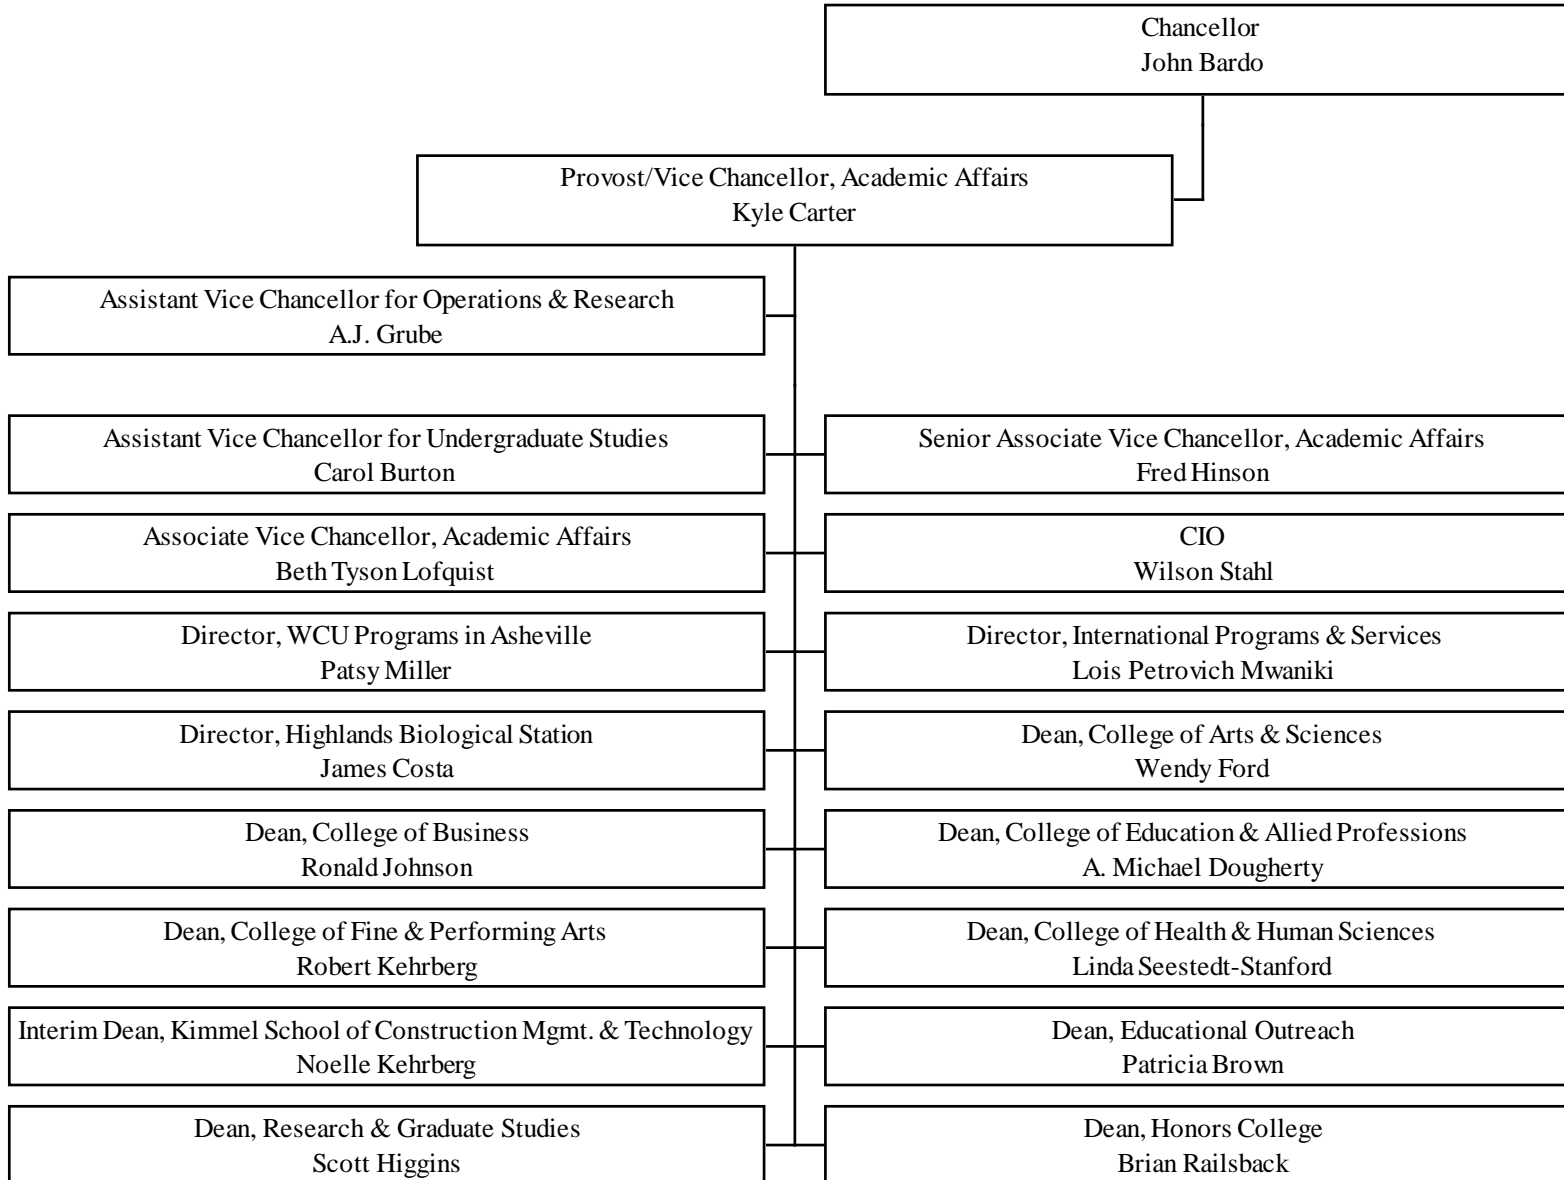 Chancellor
John Bardo
Provost/Vice Chancellor, Academic Affairs
Kyle Carter
Assistant Vice Chancellor for Operations & Research
A.J. Grube
Assistant Vice Chancellor for Undergraduate Studies
Carol Burton
Senior Associate Vice Chancellor, Academic Affairs
Fred Hinson
Associate Vice Chancellor, Academic Affairs
Beth Tyson Lofquist
CIO
Wilson Stahl
Director, WCU Programs in Asheville
Patsy Miller
Director, International Programs & Services
Lois Petrovich Mwaniki
Director, Highlands Biological Station
James Costa
Dean, College of Arts & Sciences
Wendy Ford
Dean, College of Business
Ronald Johnson
Dean, College of Education & Allied Professions
A. Michael Dougherty
Dean, College of Fine & Performing Arts
Robert Kehrberg
Dean, College of Health & Human Sciences
Linda Seestedt-Stanford
Interim Dean, Kimmel School of Construction Mgmt. & Technology
Noelle Kehrberg
Dean, Educational Outreach
Patricia Brown
Dean, Research & Graduate Studies
Scott Higgins
Dean, Honors College
Brian Railsback